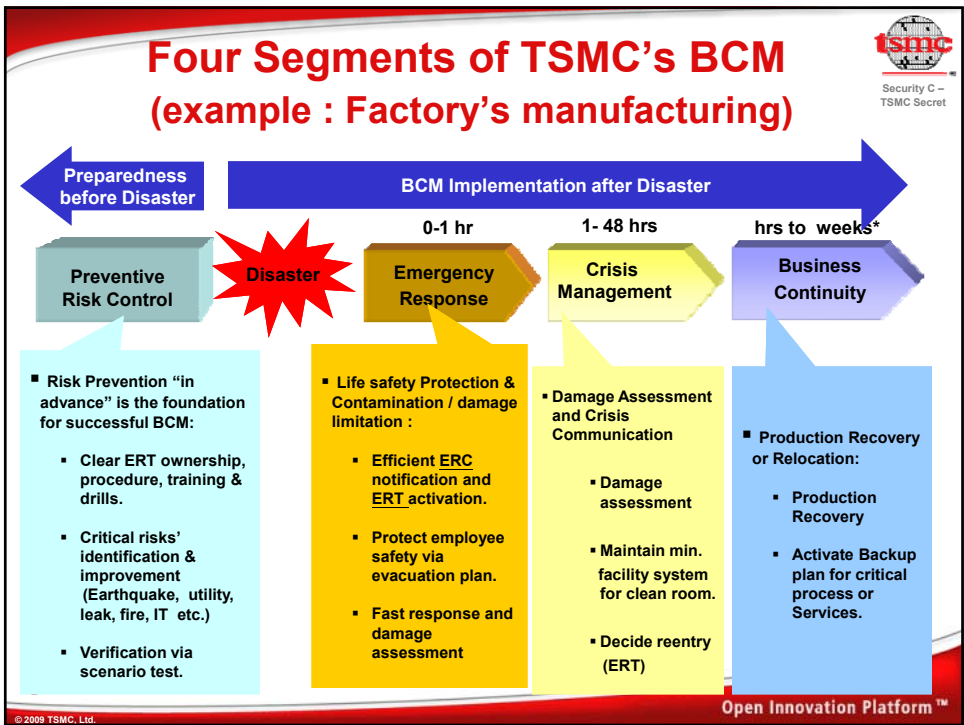 Four Segments of TSMC's BCM
(example : Factory's manufacturing)
tsmc
Security C –
TSMC Secret
Preparedness
before Disaster
BCM Implementation after Disaster
0-1 hr
1- 48 hrs
hrs to weeks*
Preventive
Risk Control
Disaster
Emergency
Response
Crisis
Management
Business
Continuity
▪ Risk Prevention “in
advance” is the foundation
for successful BCM:
▪ Clear ERT ownership,
procedure, training &
drills.
▪ Critical risks’
identification &
improvement
(Earthquake, utility,
leak, fire, IT etc.)
▪ Verification via
scenario test.
▪ Life safety Protection &
Contamination / damage
limitation :
▪ Efficient ERC
notification and
ERT activation.
▪ Protect employee
safety via
evacuation plan.
▪ Fast response and
damage
assessment
▪ Damage Assessment
and Crisis
Communication
▪ Damage
assessment
▪ Maintain min.
facility system
for clean room.
▪ Decide reentry
(ERT)
▪ Production Recovery
or Relocation:
▪ Production
Recovery
▪ Activate Backup
plan for critical
process or
Services.
© 2009 TSMC, Ltd.
Open Innovation Platform ™